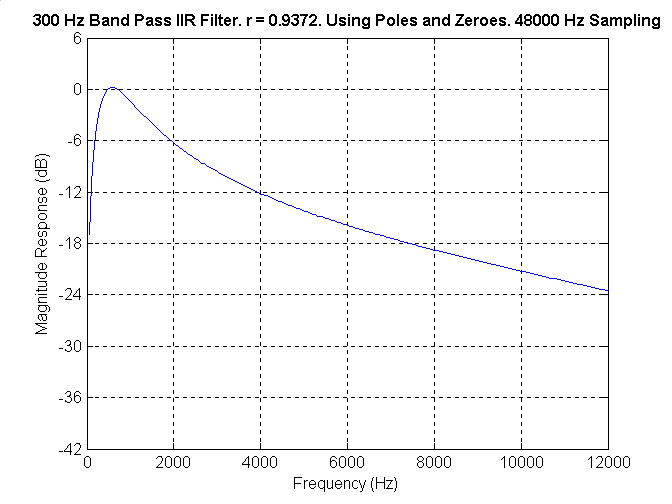 300 Hz Band Pass IIR Filter. r = 0.9372. Using Poles and Zeroes. 48000 Hz Sampling
6
0
-6
-12
-18
-24
-30
-36
-42
Magnitude Response (dB)
0 2000 4000 6000 8000 10000 12000
Frequency (Hz)